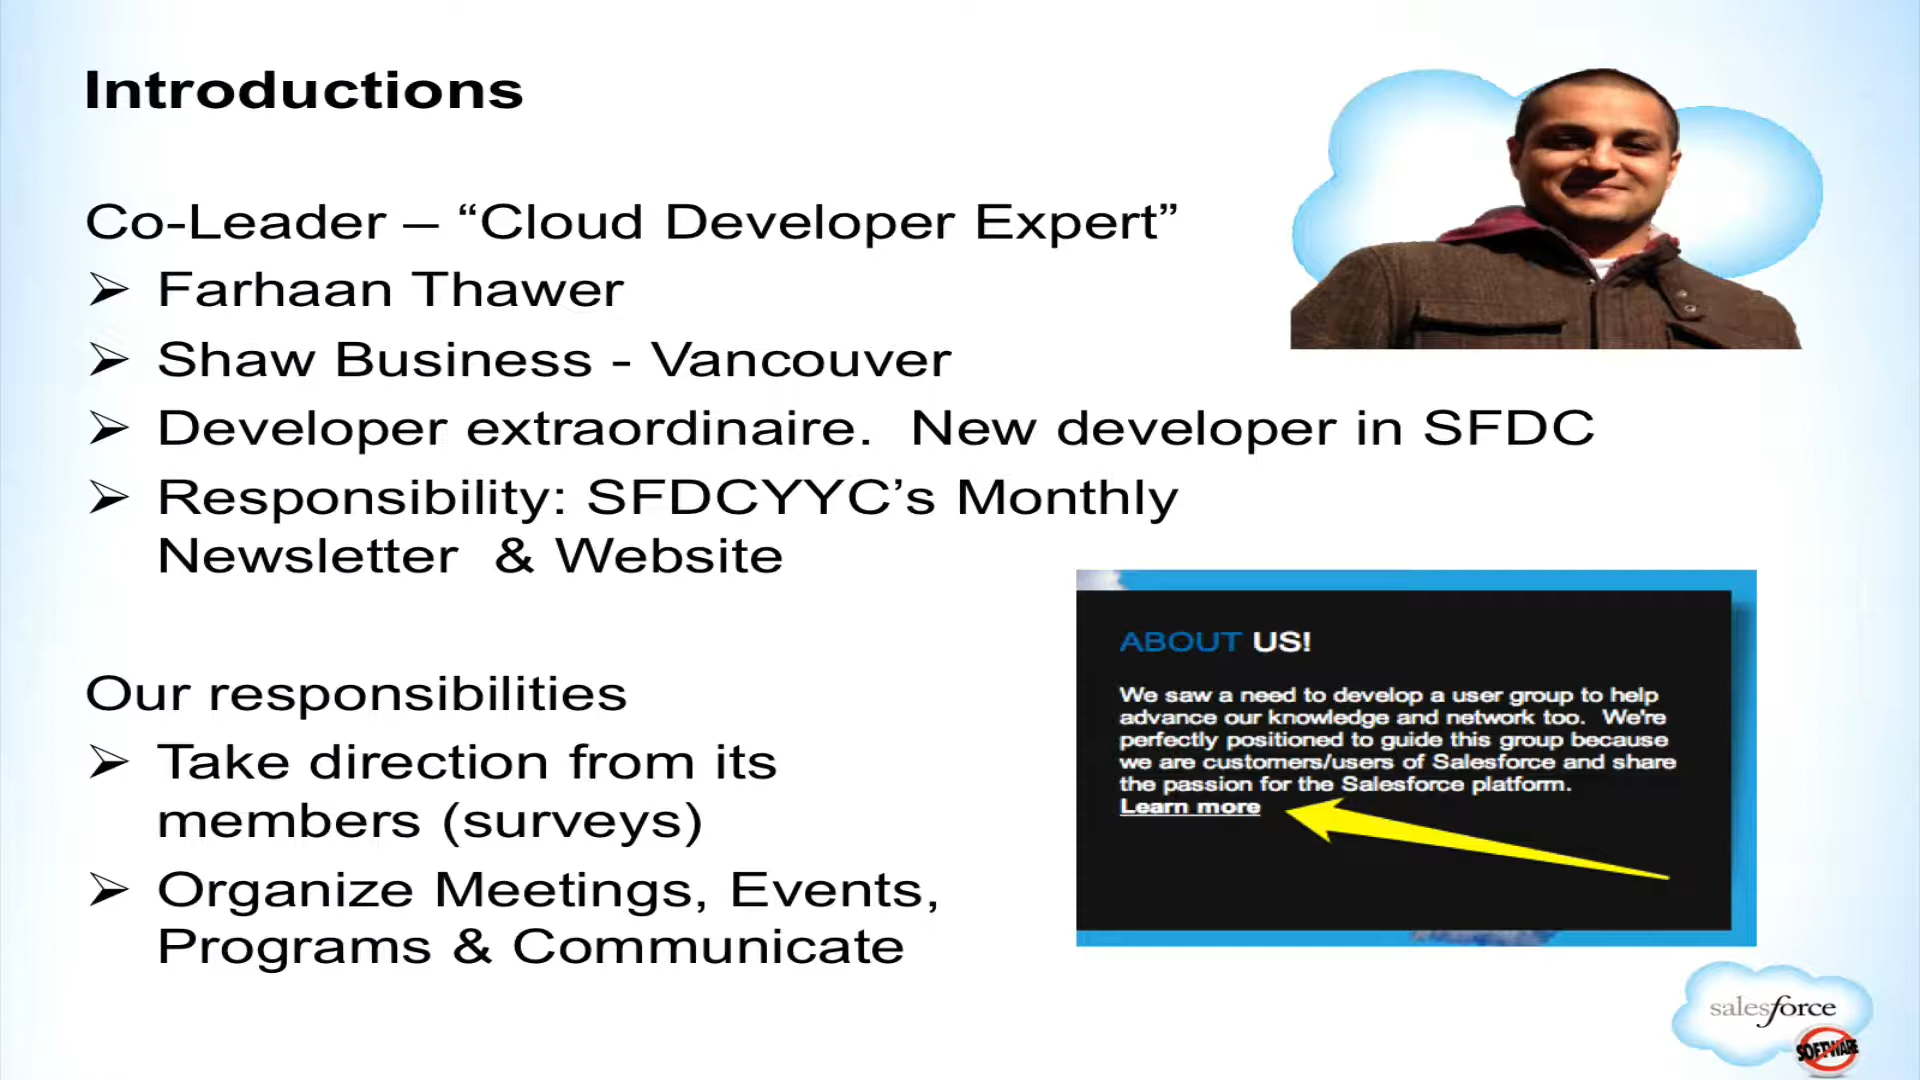 Introductions
Co-Leader – “Cloud Developer Expert”
➢ Farhaan Thawer
➢ Shaw Business - Vancouver
➢ Developer extraordinaire.  New developer in SFDC
➢ Responsibility: SFDCYYC’s Monthly
Newsletter  & Website
Our responsibilities
➢ Take direction from its
members (surveys)
➢ Organize Meetings, Events,
Programs & Communicate
ABOUT US!
We saw a need to develop a user group to help
advance our knowledge and network too.  We're
perfectly positioned to guide this group because
we are customers/users of Salesforce and share
the passion for the Salesforce platform.
Learn more
salesforce
SOFTWARE